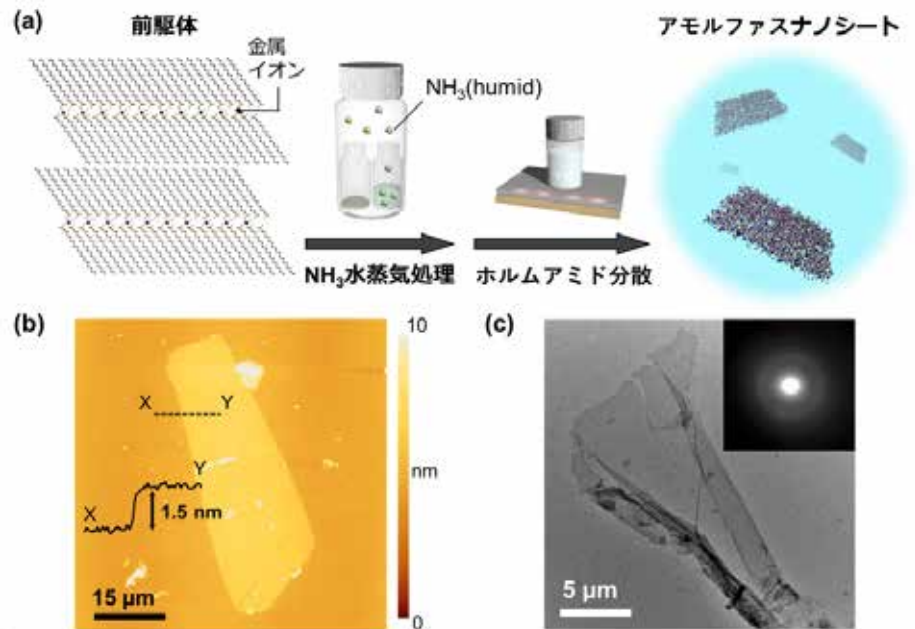 (a)
前駆体
金属
イオン
NH₃(humid)
アモルファスナノシート
NH₃水蒸気処理
ホルムアミド分散
(b)
X Y
Y
X
1.5 nm
15 μm
10
nm
0
(c)
5 μm